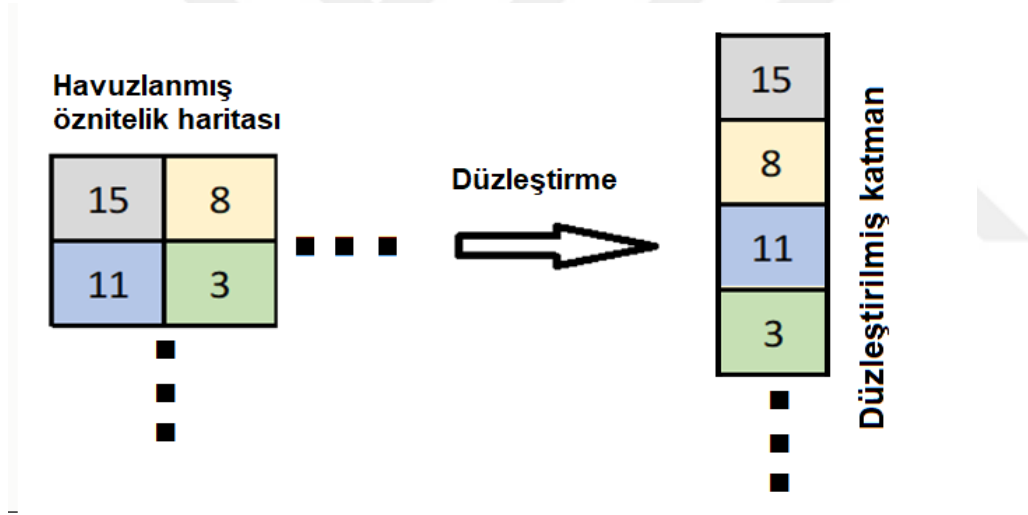 Havuzlanmış
öznitelik haritası
15 8
11 3
Düzleştirme
15
8
11
3
Düzleştirilmiş katman